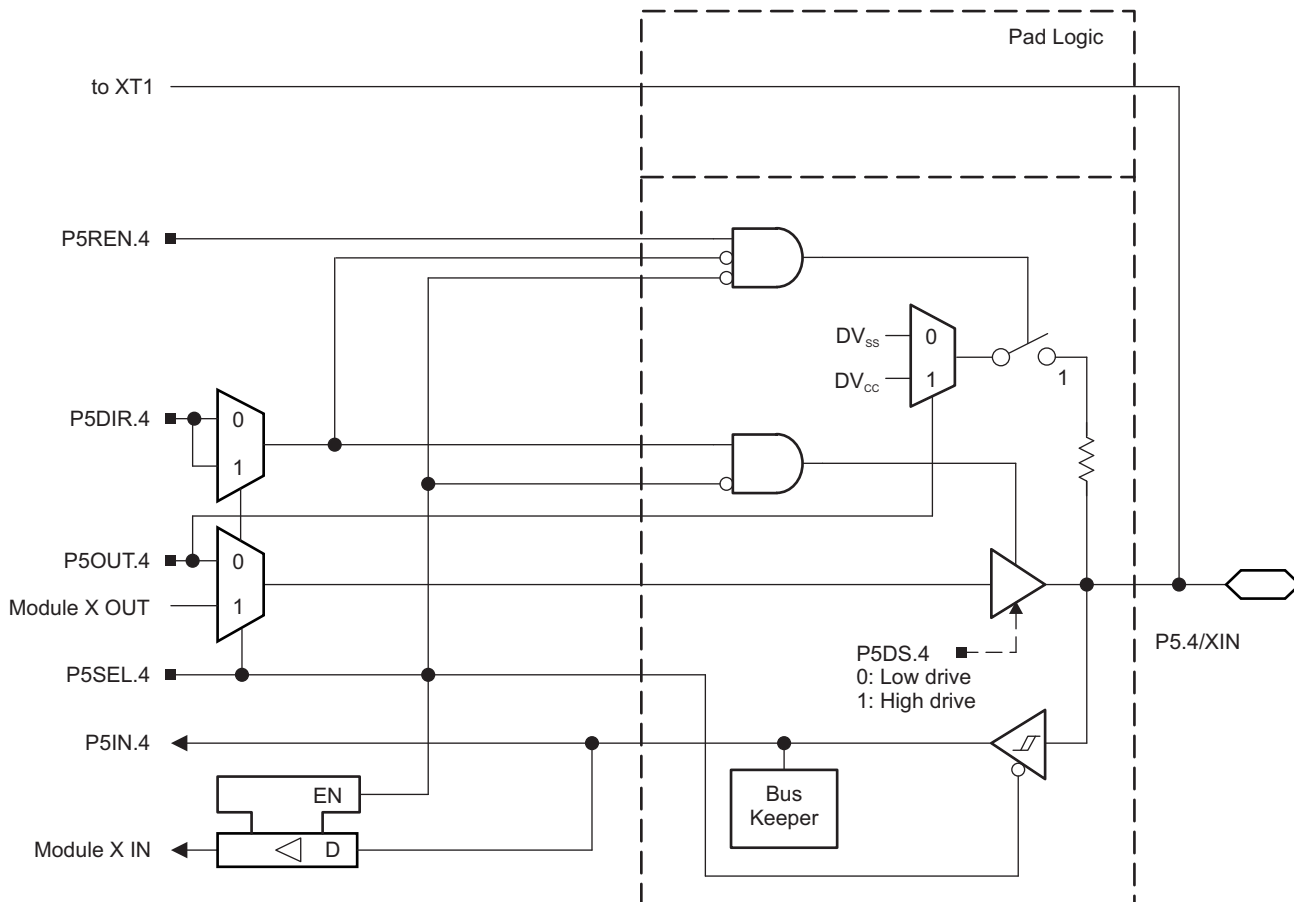 Pad Logic
to XT1
P5REN.4
DVSS
0
DVCC
1
1
P5DIR.4
0
1
P5OUT.4
0
Module X OUT
1
P5SEL.4
P5DS.4
0: Low drive
1: High drive
P5.4/XIN
P5IN.4
EN
Bus
Keeper
Module X IN
D